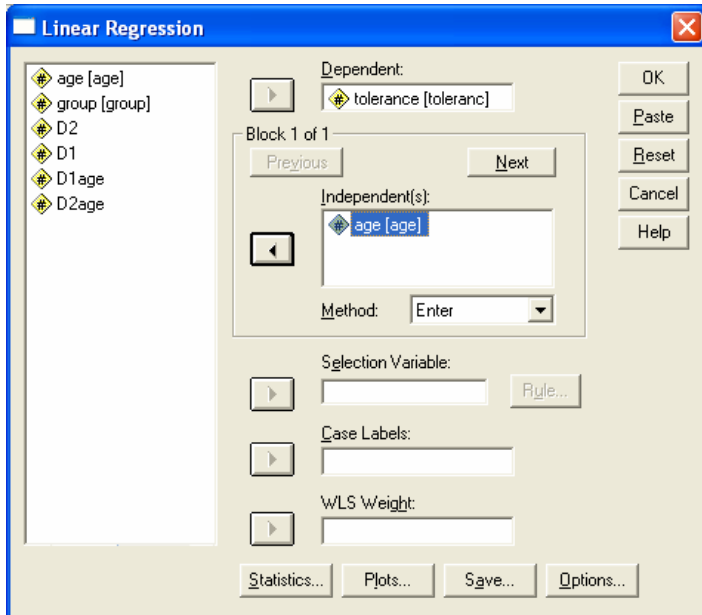 Linear Regression
age [age]
group [group]
D2
D1
D1age
D2age
Dependent:
tolerance [toleranc]
Block 1 of 1
Previous
Next
Independent(s):
age [age]
Method:
Enter
Selection Variable:
Rule...
Case Labels:
WLS Weight:
Statistics...
Plots...
Save...
Options...
OK
Paste
Reset
Cancel
Help